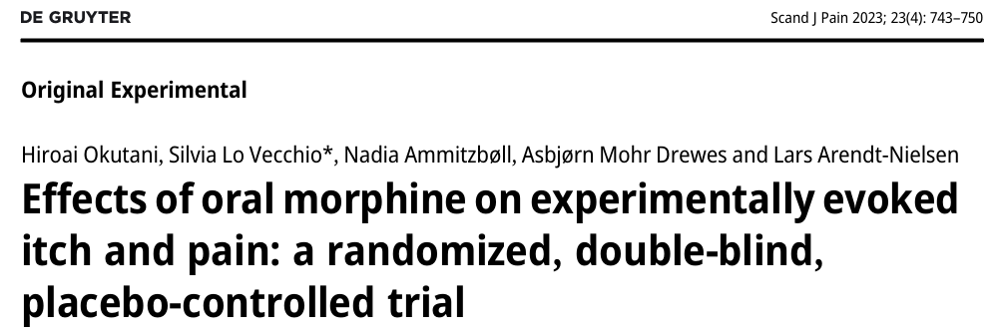 DE GRUYTER
Scand J Pain 2023; 23(4): 743–750
Original Experimental
Hiroai Okutani, Silvia Lo Vecchio*, Nadia Ammitzbøll, Asbjørn Mohr Drewes and Lars Arendt-Nielsen
Effects of oral morphine on experimentally evoked
itch and pain: a randomized, double-blind,
placebo-controlled trial